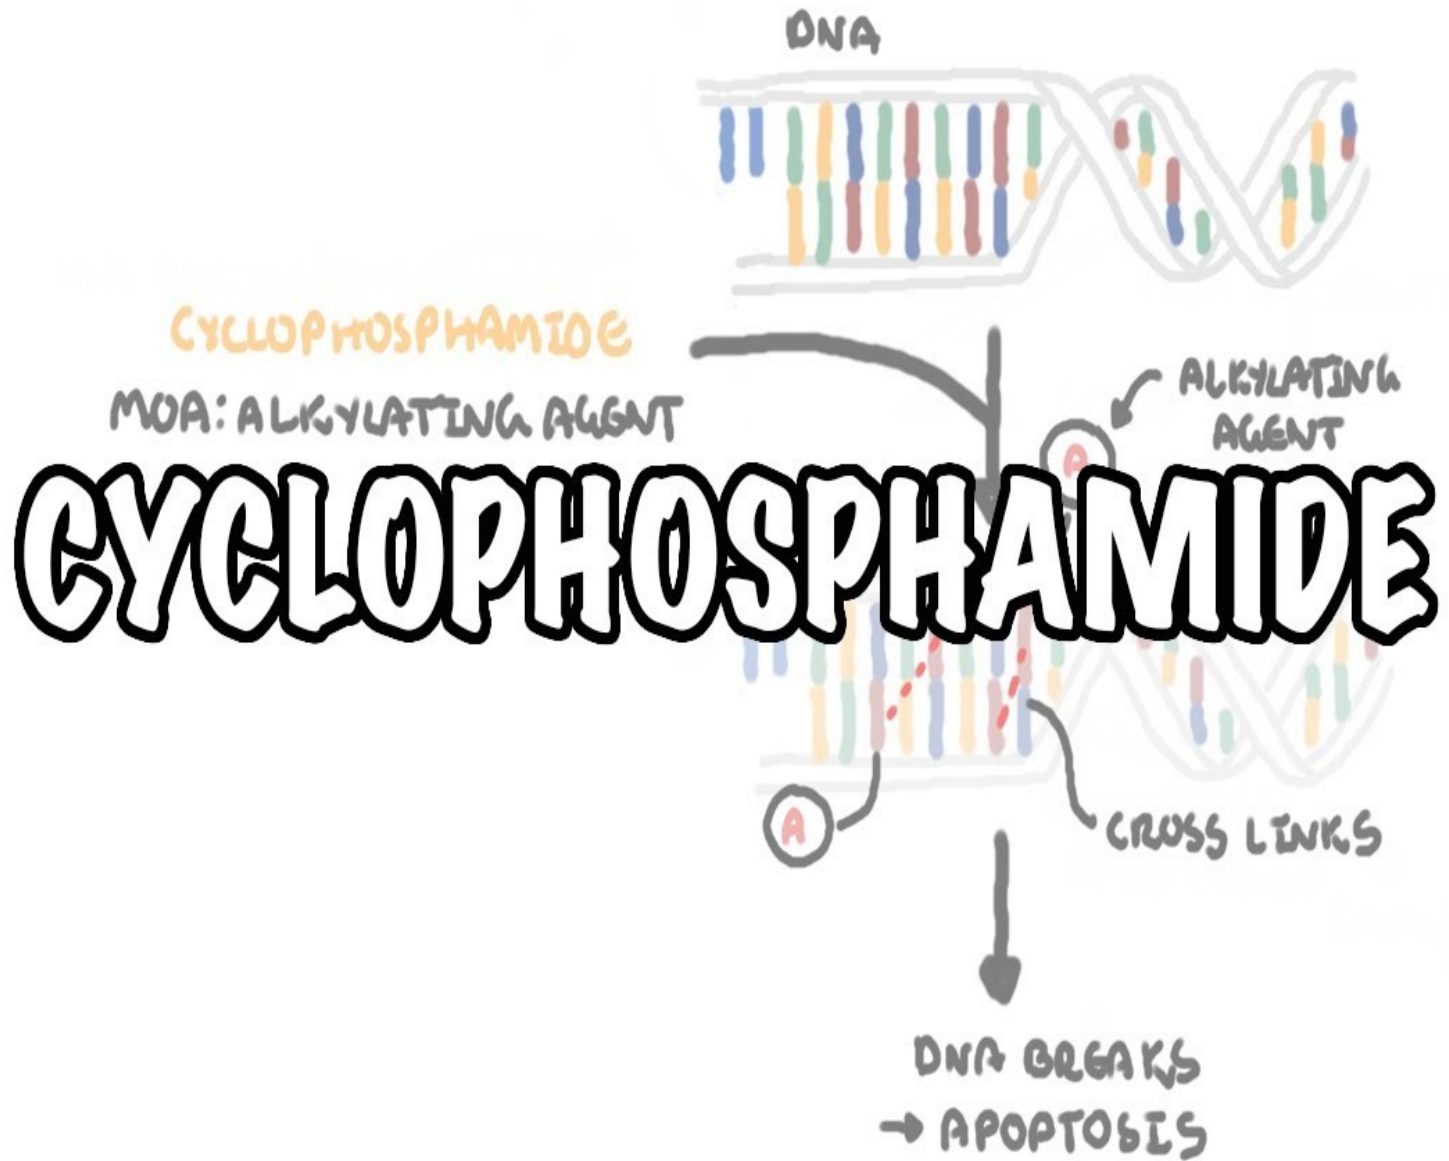 DNA
CYCLOPHOSPHAMIDE
MOA: ALKYLATING AGENT
ALKYLATING
AGENT
A
CYCLOPHOSPHAMIDE
A
CROSS LINKS
DNA BREAKS
→ APOPTOSIS